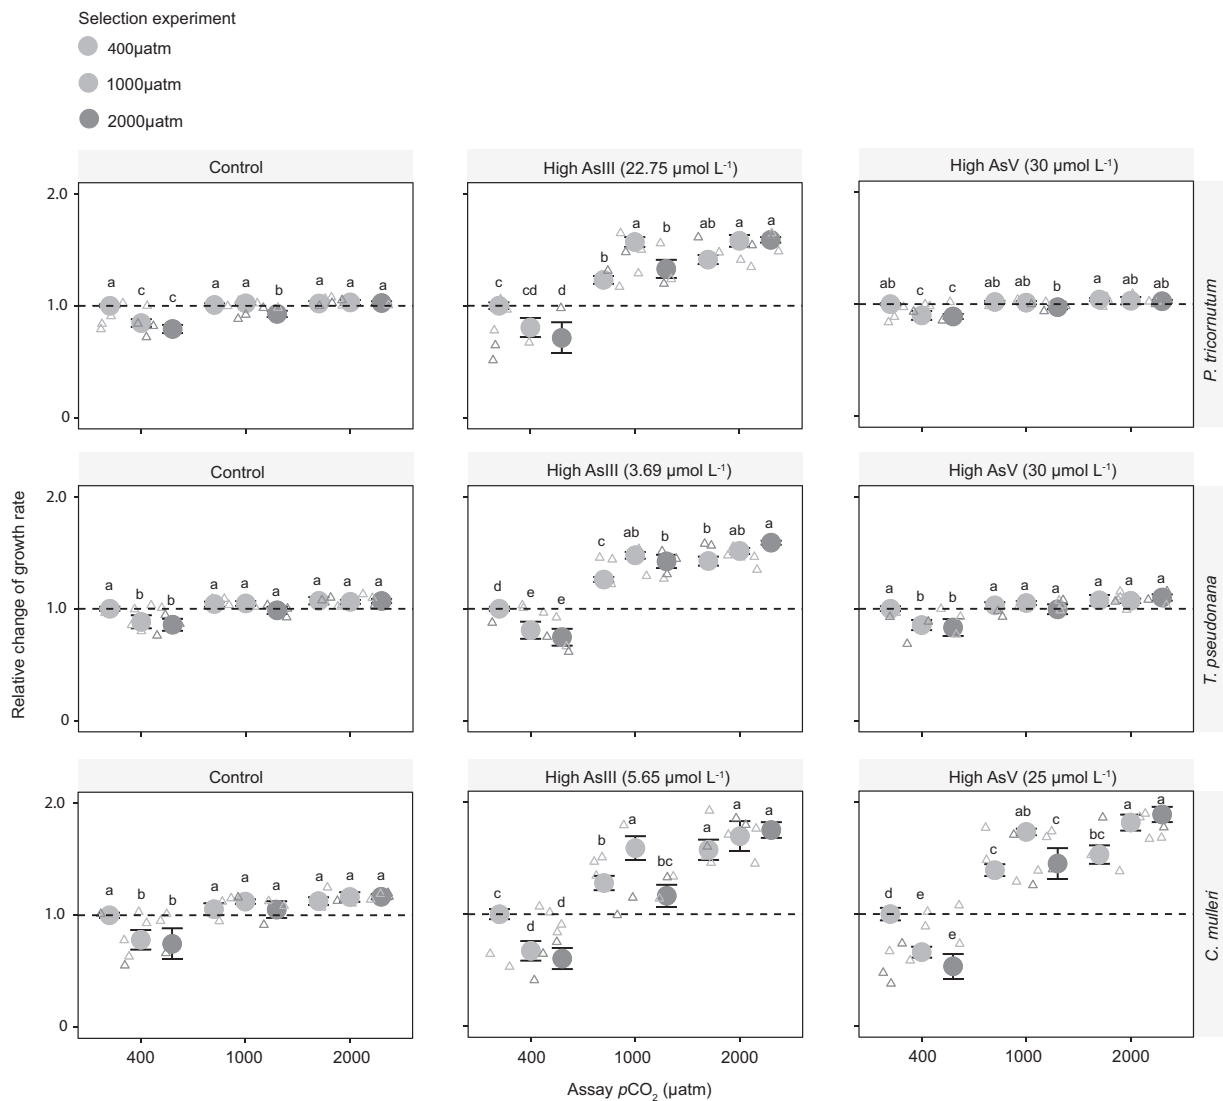 Selection experiment
400µatm
1000µatm
2000µatm
Control
High AsIII (22.75 µmol L-1)
High AsV (30 µmol L-1)
2.0
1.0
0
a c c a a b a a a
c cd d b a b ab a a
ab c c ab ab b a ab ab
P. tricornutum
Control
High AsIII (3.69 µmol L-1)
High AsV (30 µmol L-1)
2.0
1.0
0
a b b a a a a a a
d e e c ab b b ab a
a b b a a a a a a
T. pseudonana
Relative change of growth rate
Control
High AsIII (5.65 µmol L-1)
High AsV (25 µmol L-1)
2.0
1.0
0
a b b a a a a a a
c d d b a bc a a a
d e e c ab c bc a a
C. mulleri
400 1000 2000
400 1000 2000
400 1000 2000
Assay pCO2 (µatm)